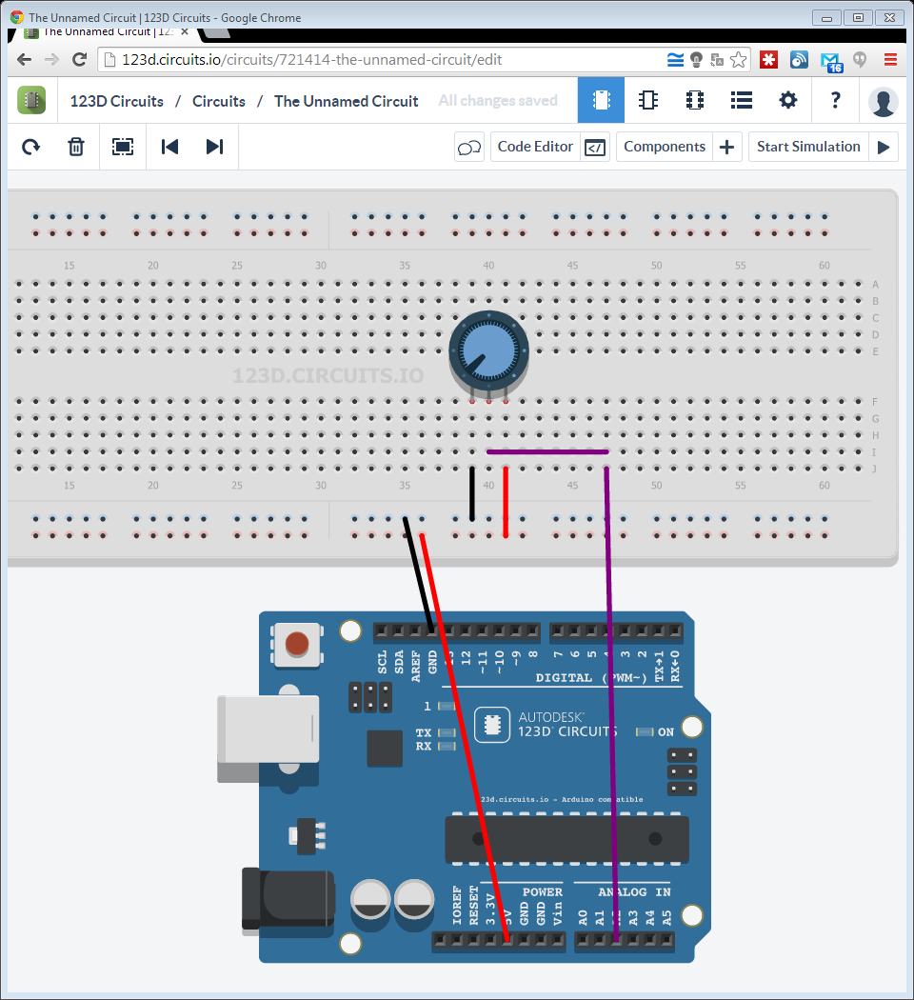 The Unnamed Circuit | 123D Circuits - Google Chrome
The Unnamed Circuit | 12
123d.circuits.io/circuits/721414-the-unnamed-circuit/edit
16
123D Circuits / Circuits / The Unnamed Circuit All changes saved
?
Code Editor Components Start Simulation
15 20 25 30 35 40 45 50 55 60
A
B
C
D
E
123D.CIRCUITS.IO
F
G
H
I
J
15 20 25 30 35 40 45 50 55 60
SCL SDA AREF GND 13 12 ~11 ~10 ~9 8 7 6 5 4 3 2 TX→1 RX←0
DIGITAL (PWM~)
1
TX
RX
AUTODESK
123D CIRCUITS
ON
23d.circuits.io - Arduino compatible
POWER ANALOG IN
IOREF RESET 3.3V 5V GND GND Vin A0 A1 A2 A3 A4 A5